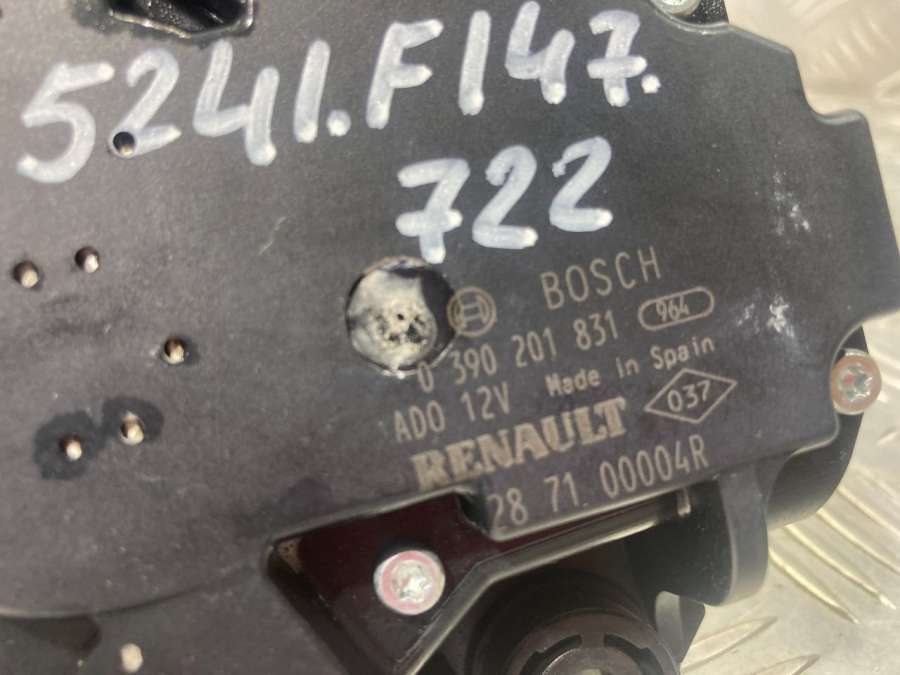 5241.F147.
722
BOSCH
0 390 201 831 964
ADO 12V Made in Spain
RENAULT 037
28 71 00004R